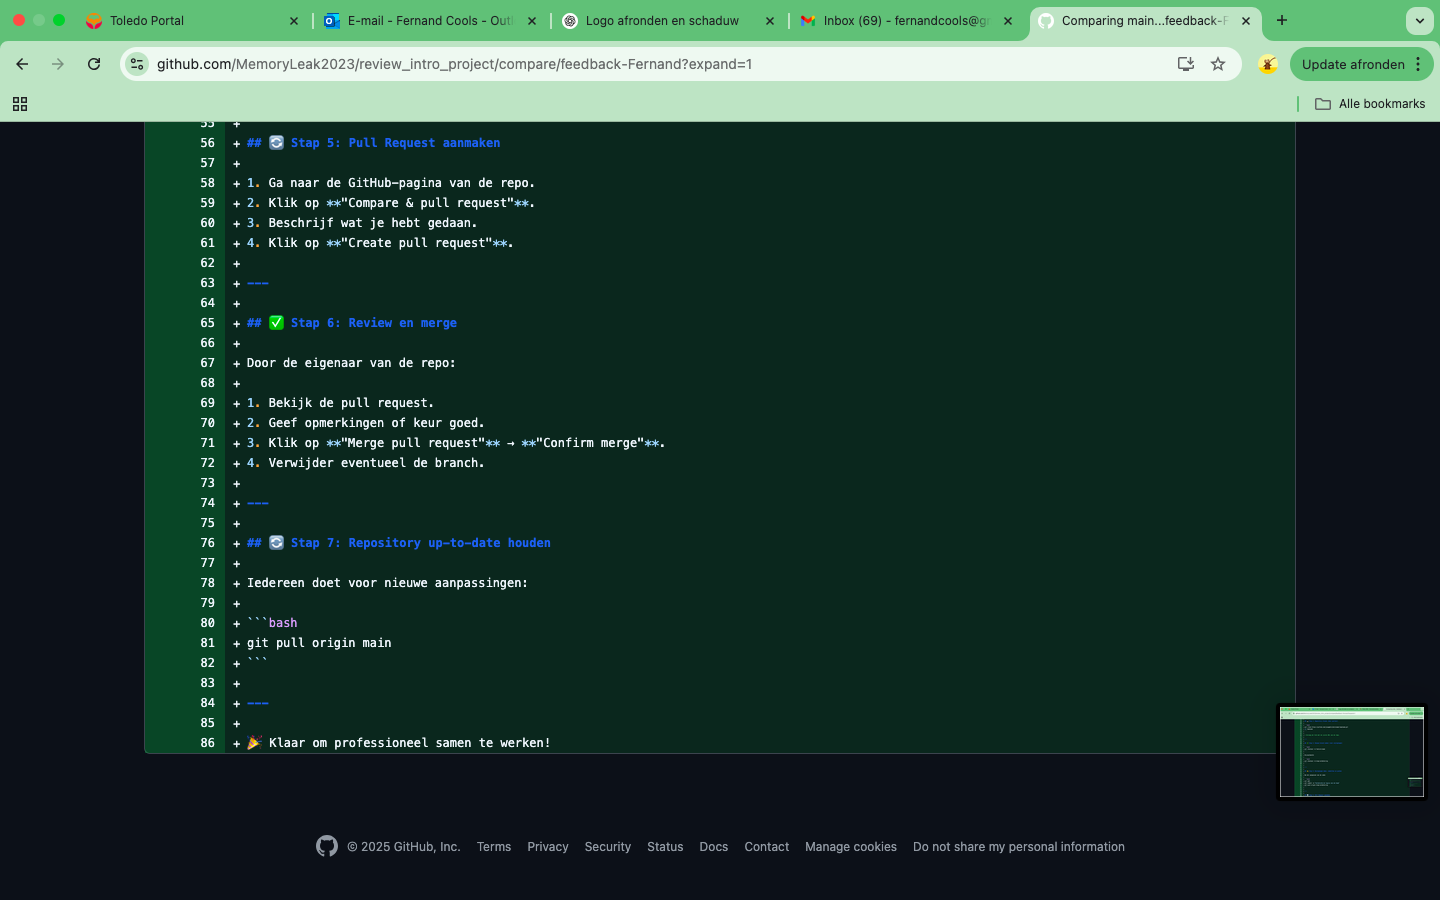 Toledo Portal
E-mail - Fernand Cools - Outl
Logo afronden en schaduw
Inbox (69) - fernandcools@g
Comparing main...feedback-F
github.com/MemoryLeak2023/review_intro_project/compare/feedback-Fernand?expand=1
Update afronden
Alle bookmarks
55 +
56 + ## 🔄 Stap 5: Pull Request aanmaken
57 +
58 + 1. Ga naar de GitHub-pagina van de repo.
59 + 2. Klik op **"Compare & pull request"**.
60 + 3. Beschrijf wat je hebt gedaan.
61 + 4. Klik op **"Create pull request"**.
62 +
63 + ---
64 +
65 + ## ✅ Stap 6: Review en merge
66 +
67 + Door de eigenaar van de repo:
68 +
69 + 1. Bekijk de pull request.
70 + 2. Geef opmerkingen of keur goed.
71 + 3. Klik op **"Merge pull request"** → **"Confirm merge"**.
72 + 4. Verwijder eventueel de branch.
73 +
74 + ---
75 +
76 + ## 🔄 Stap 7: Repository up-to-date houden
77 +
78 + Iedereen doet voor nieuwe aanpassingen:
79 +
80 + ```bash
81 + git pull origin main
82 + ```
83 +
84 + ---
85 +
86 + 🎉 Klaar om professioneel samen te werken!
© 2025 GitHub, Inc. Terms Privacy Security Status Docs Contact Manage cookies Do not share my personal information